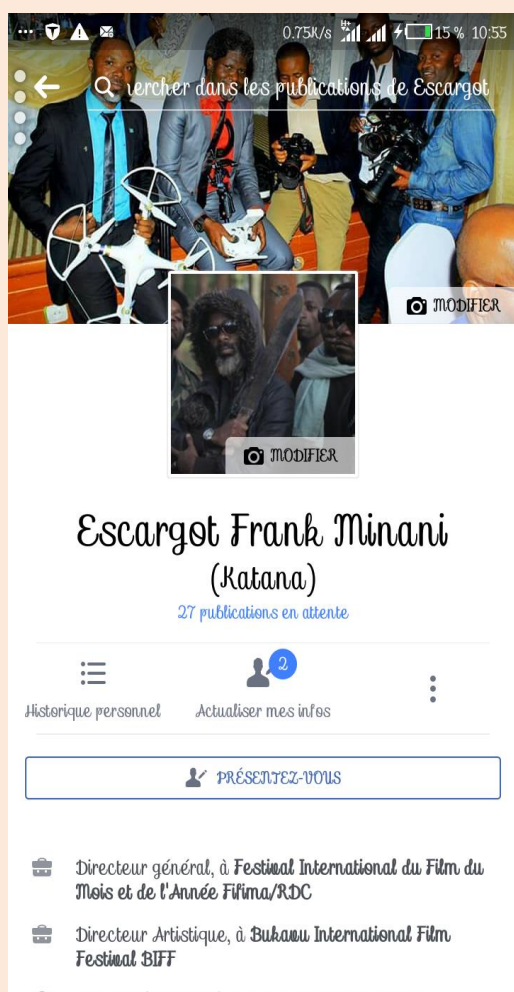 0.75K/s 15 % 10:55
ercher dans les publications de Escargot
MODIFIER
MODIFIER
Escargot Frank Minani
(Katana)
27 publications en attente
2
Historique personnel
Actualiser mes infos
PRÉSENTEZ-VOUS
Directeur général, à Festival International du Film du
Mois et de l'Année Fifima/RDC
Directeur Artistique, à Bukavu International Film
Festival BIFF